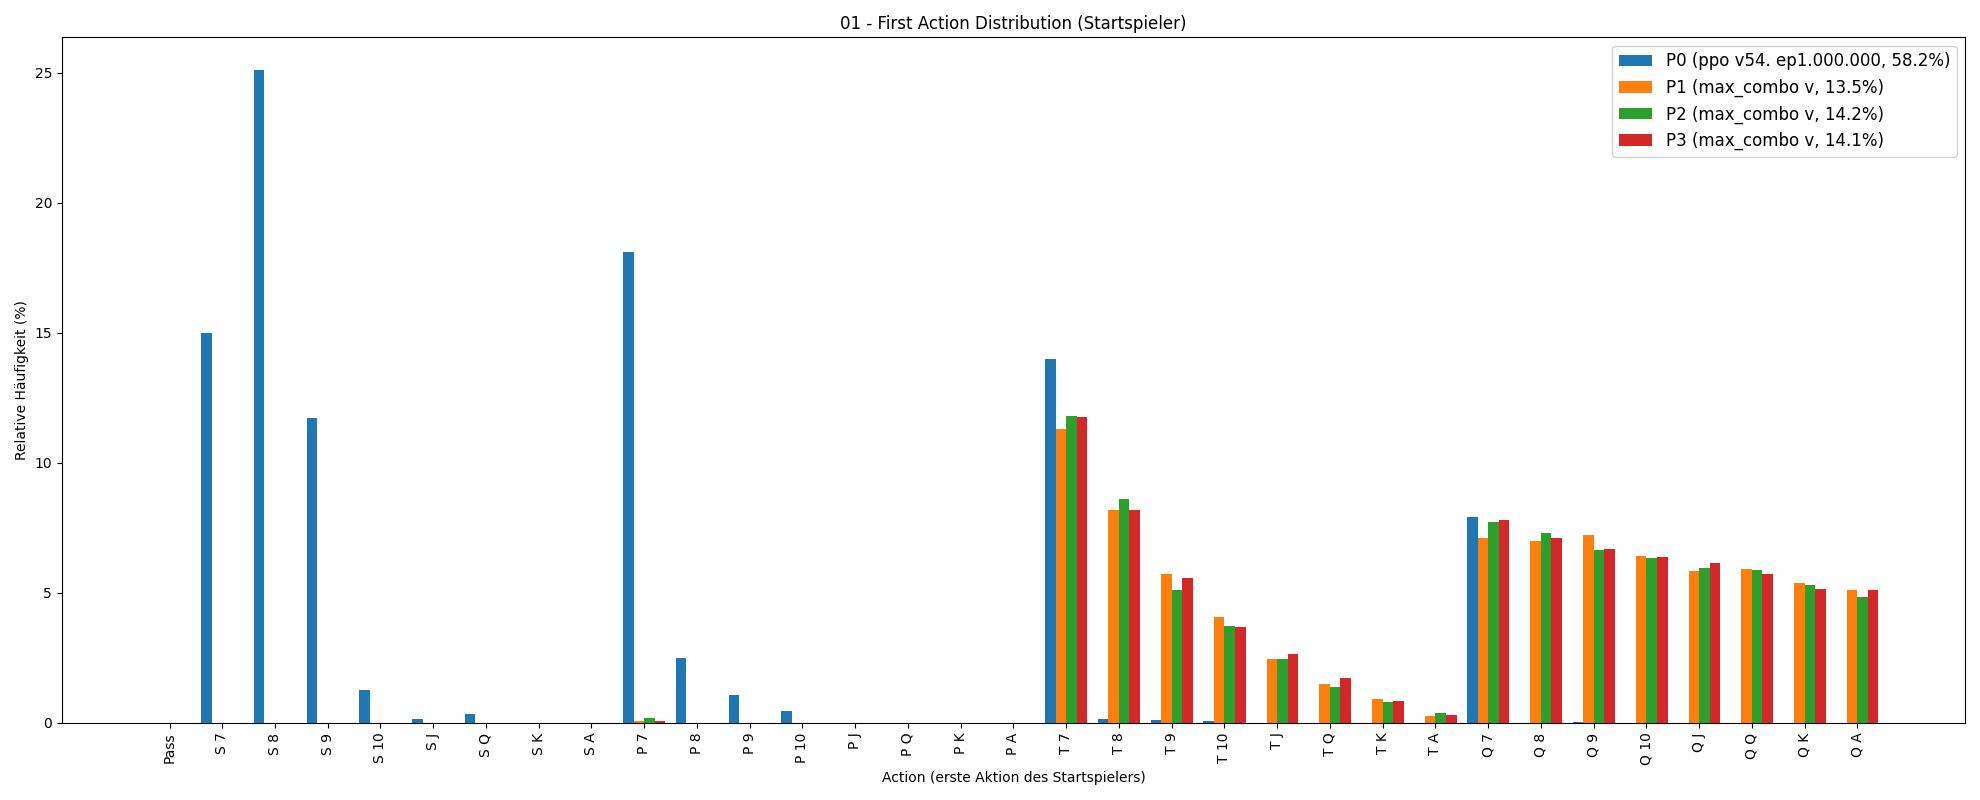 01 - First Action Distribution (Startspieler)
P0 (ppo v54. ep1.000.000, 58.2%)
P1 (max_combo v, 13.5%)
P2 (max_combo v, 14.2%)
P3 (max_combo v, 14.1%)
Relative Häufigkeit (%)
25
20
15
10
5
0
Pass
S 7
S 8
S 9
S 10
S J
S Q
S K
S A
P 7
P 8
P 9
P 10
P J
P Q
P K
P A
T 7
T 8
T 9
T 10
T J
T Q
T K
T A
Q 7
Q 8
Q 9
Q 10
Q J
Q Q
Q K
Q A
Action (erste Aktion des Startspielers)